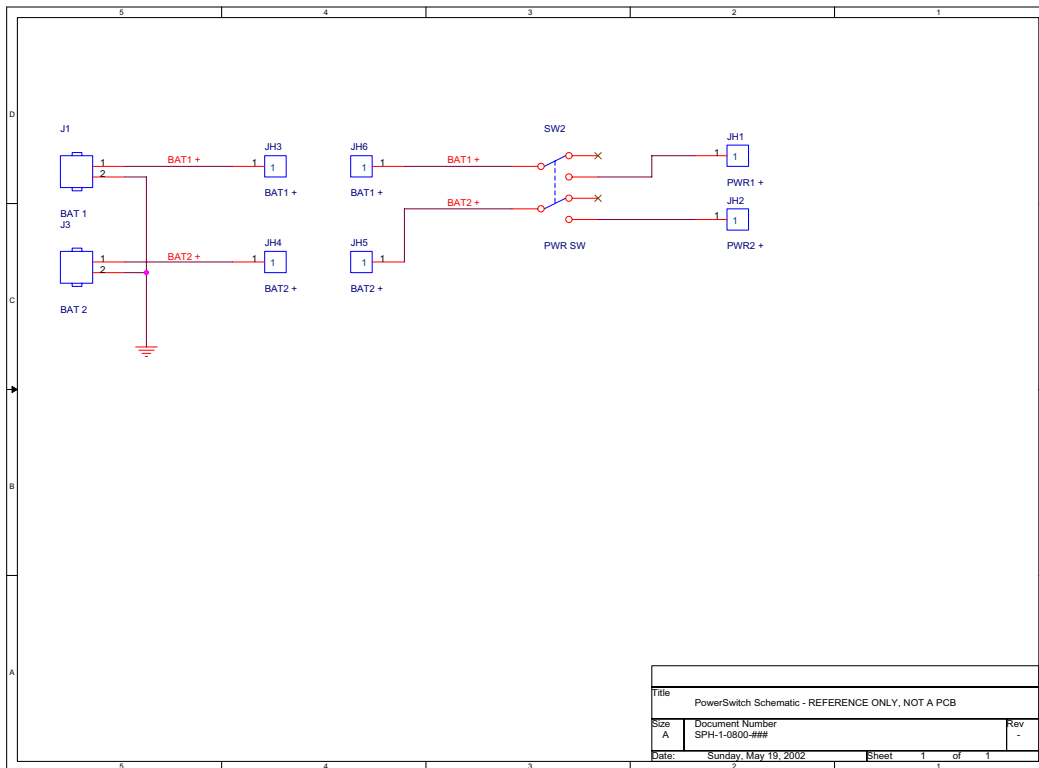 5 4 3 2 1
D
J1
SW2
JH1
JH3
JH6
1 BAT1 + 1 1
1 1 BAT1 +
1 1
2
BAT1 +
BAT1 +
PWR1 +
BAT2 +
JH2
1 1
BAT 1
J3
JH4
JH5
PWR SW
PWR2 +
1 BAT2 + 1 1
1 1
2
BAT2 +
BAT2 +
C
BAT 2
B
A
Title
PowerSwitch Schematic - REFERENCE ONLY, NOT A PCB
Size Document Number Rev
A SPH-1-0800-### -
Date: Sunday, May 19, 2002 Sheet 1 of 1
5 4 3 2 1